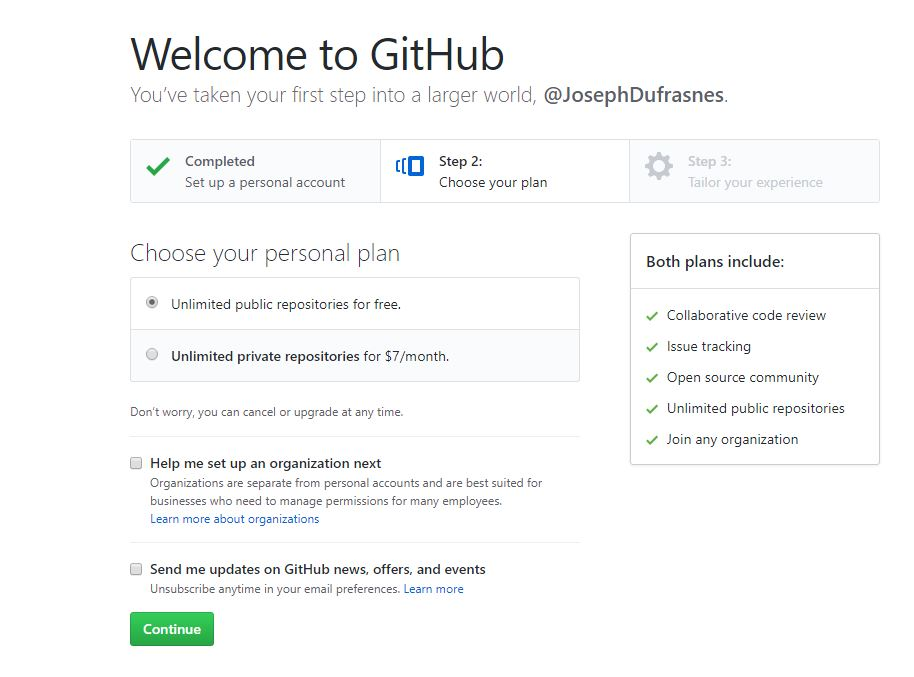 Welcome to GitHub
You've taken your first step into a larger world, @JosephDufrasnes.
Completed
Set up a personal account
Step 2:
Choose your plan
Step 3:
Tailor your experience
Choose your personal plan
Unlimited public repositories for free.
Unlimited private repositories for $7/month.
Don't worry, you can cancel or upgrade at any time.
Help me set up an organization next
Organizations are separate from personal accounts and are best suited for
businesses who need to manage permissions for many employees.
Learn more about organizations
Send me updates on GitHub news, offers, and events
Unsubscribe anytime in your email preferences. Learn more
Continue
Both plans include:
Collaborative code review
Issue tracking
Open source community
Unlimited public repositories
Join any organization